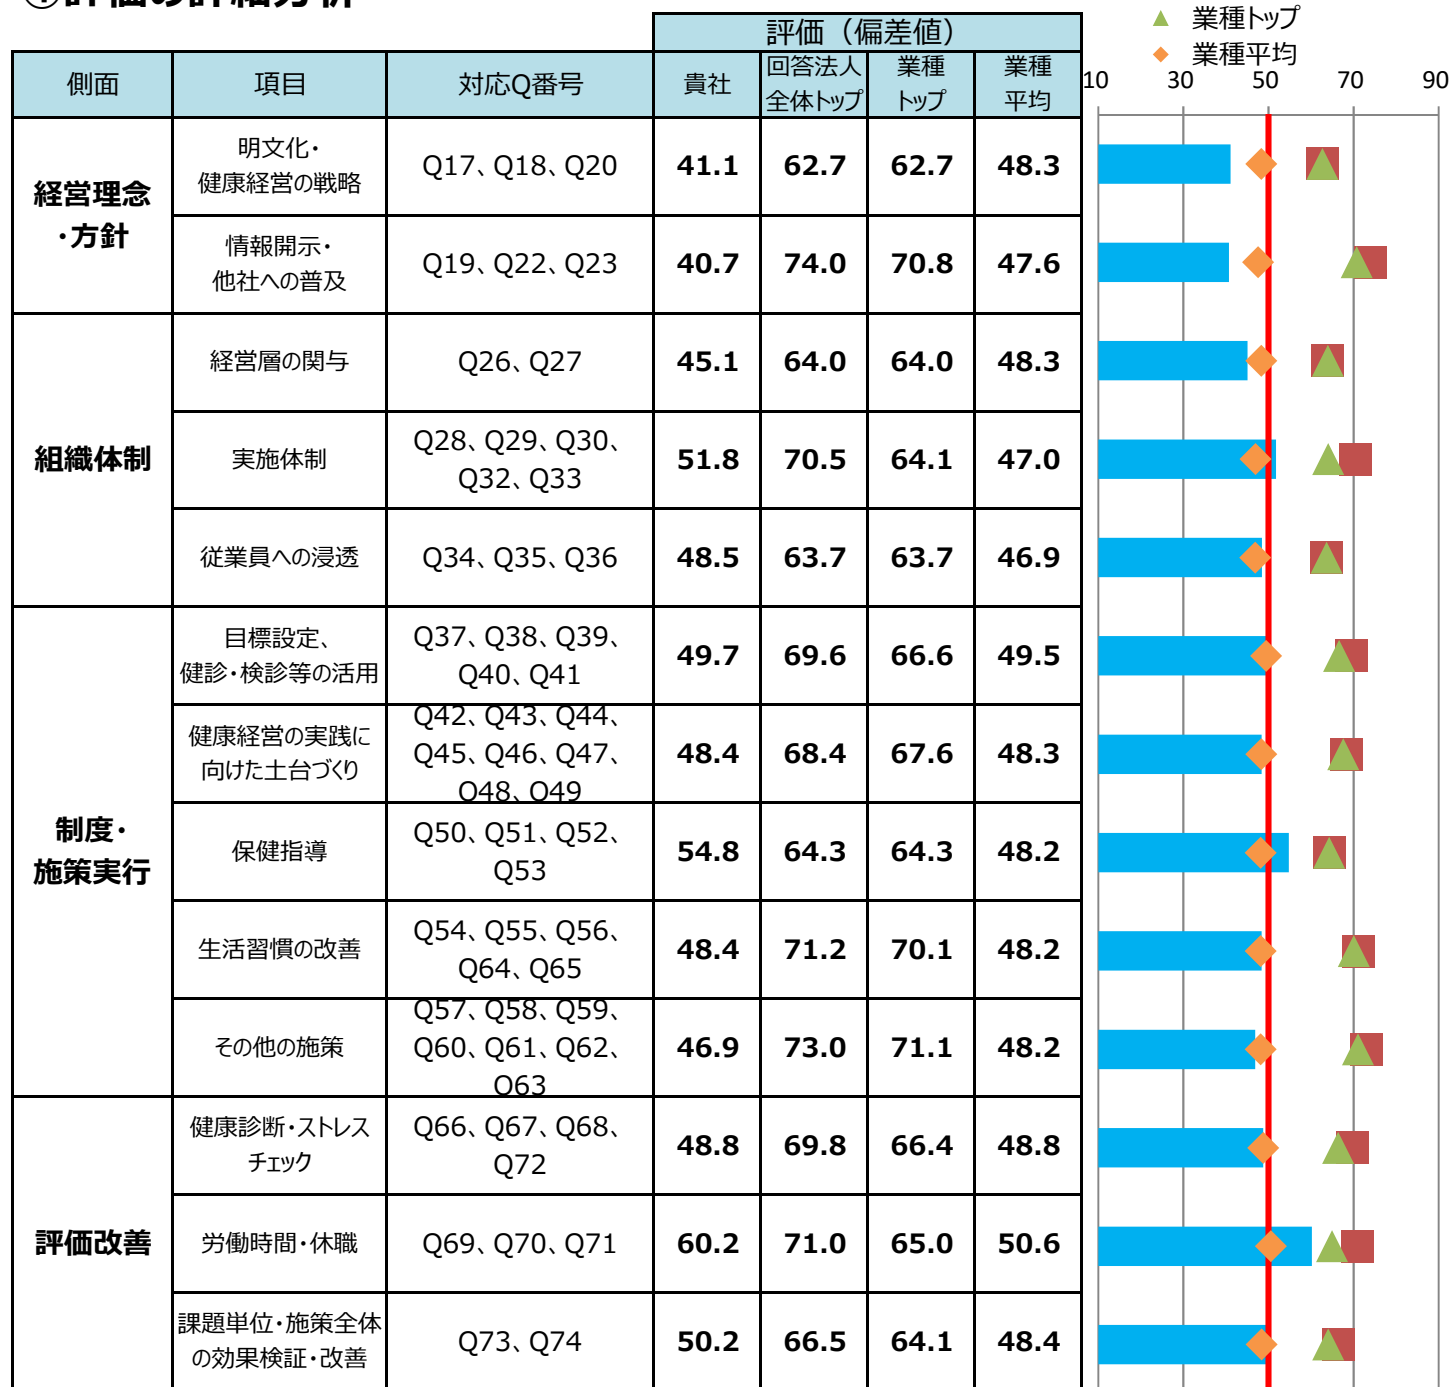 ④評価の詳細分析
▲ 業種トップ
◆ 業種平均
評価（偏差値）
側面 項目 対応Q番号 貴社 回答法人 業種 業種
全体トップ トップ 平均
10 30 50 70 90
経営理念
・方針
明文化・
健康経営の戦略
Q17、Q18、Q20 41.1 62.7 62.7 48.3
情報開示・
他社への普及
Q19、Q22、Q23 40.7 74.0 70.8 47.6
組織体制
経営層の関与 Q26、Q27 45.1 64.0 64.0 48.3
実施体制
Q28、Q29、Q30、
Q32、Q33
51.8 70.5 64.1 47.0
従業員への浸透 Q34、Q35、Q36 48.5 63.7 63.7 46.9
制度・
施策実行
目標設定、
健診・検診等の活用
Q37、Q38、Q39、
Q40、Q41
49.7 69.6 66.6 49.5
健康経営の実践に
向けた土台づくり
Q42、Q43、Q44、
Q45、Q46、Q47、
Q48、Q49
48.4 68.4 67.6 48.3
保健指導
Q50、Q51、Q52、
Q53
54.8 64.3 64.3 48.2
生活習慣の改善
Q54、Q55、Q56、
Q64、Q65
48.4 71.2 70.1 48.2
その他の施策
Q57、Q58、Q59、
Q60、Q61、Q62、
Q63
46.9 73.0 71.1 48.2
評価改善
健康診断・ストレス
チェック
Q66、Q67、Q68、
Q72
48.8 69.8 66.4 48.8
労働時間・休職 Q69、Q70、Q71 60.2 71.0 65.0 50.6
課題単位・施策全体
の効果検証・改善
Q73、Q74 50.2 66.5 64.1 48.4